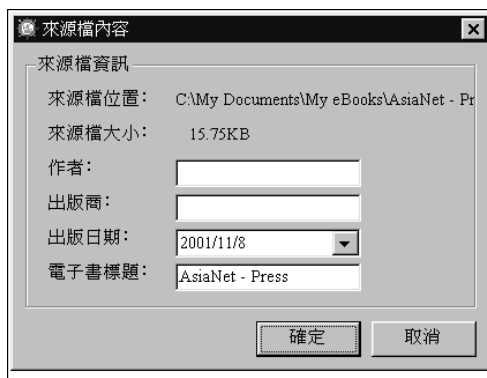 來源檔內容
來源檔資訊
來源檔位置: C:\My Documents\My eBooks\AsiaNet - Pr
來源檔大小: 15.75KB
作者:
出版商:
出版日期: 2001/11/8
電子書標題: AsiaNet - Press
確定 取消